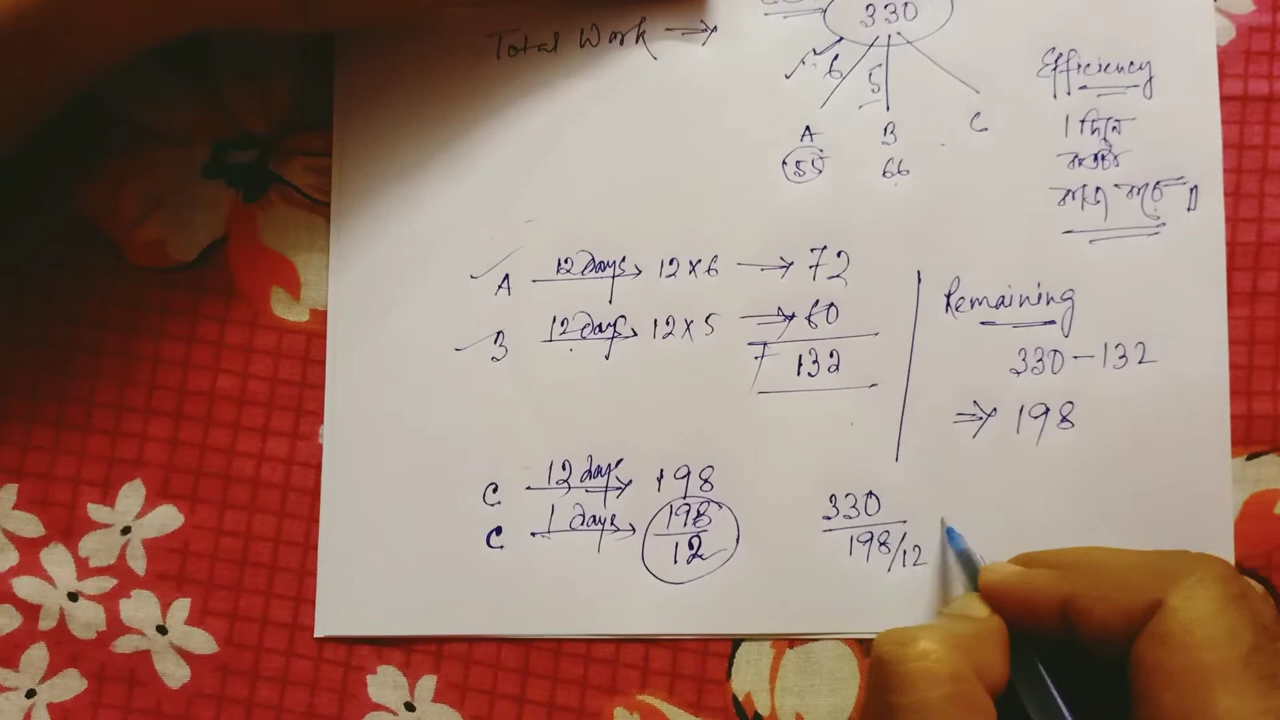 330
Total Work →
6 5
A B C
55 66
Efficiency
1 দিনে
কতটা
কাজ করে
A 12 days → 12×6 → 72
B 12 days → 12×5 → 60
132
Remaining
330 - 132
⇒ 198
C 12 days → 198
C 1 days → 198/12
330
198/12